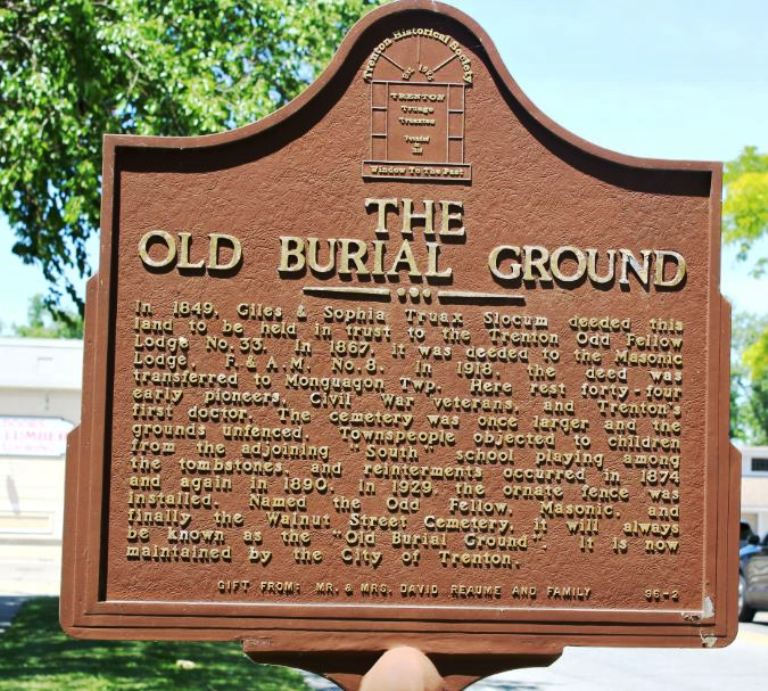 Trenton Historical Society
TRENTON
Truago
Truaxton
Founded
Window To The Past
THE
OLD BURIAL GROUND
In 1849, Giles & Sophia Truax Slocum deeded this
land to be held in trust to the Trenton Odd Fellow
Lodge No. 33. In 1867, it was deeded to the Masonic
Lodge, F. & A. M. No. 8. In 1918, the deed was
transferred to Monguagon Twp. Here rest forty-four
early pioneers, Civil War veterans, and Trenton's
first doctor. The cemetery was once larger and the
grounds unfenced. Townspeople objected to children
from the adjoining "South" school playing among
the tombstones, and reinterments occurred in 1874
and again in 1890. In 1929, the ornate fence was
installed. Named the Odd Fellow, Masonic, and
finally the Walnut Street Cemetery, it will always
be known as the "Old Burial Ground". It is now
maintained by the City of Trenton.
GIFT FROM: MR. & MRS. DAVID REAUME AND FAMILY 96-2
LUMBER